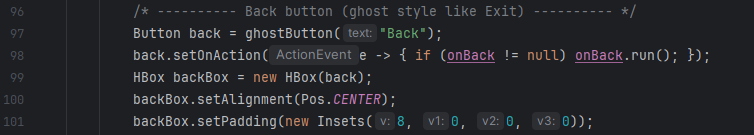 96 /* ---------- Back button (ghost style like Exit) ---------- */
97 Button back = ghostButton( text: "Back");
98 back.setOnAction( ActionEvent e -> { if (onBack != null) onBack.run(); });
99 HBox backBox = new HBox(back);
100 backBox.setAlignment(Pos.CENTER);
101 backBox.setPadding(new Insets( v: 8, v1: 0, v2: 0, v3: 0));